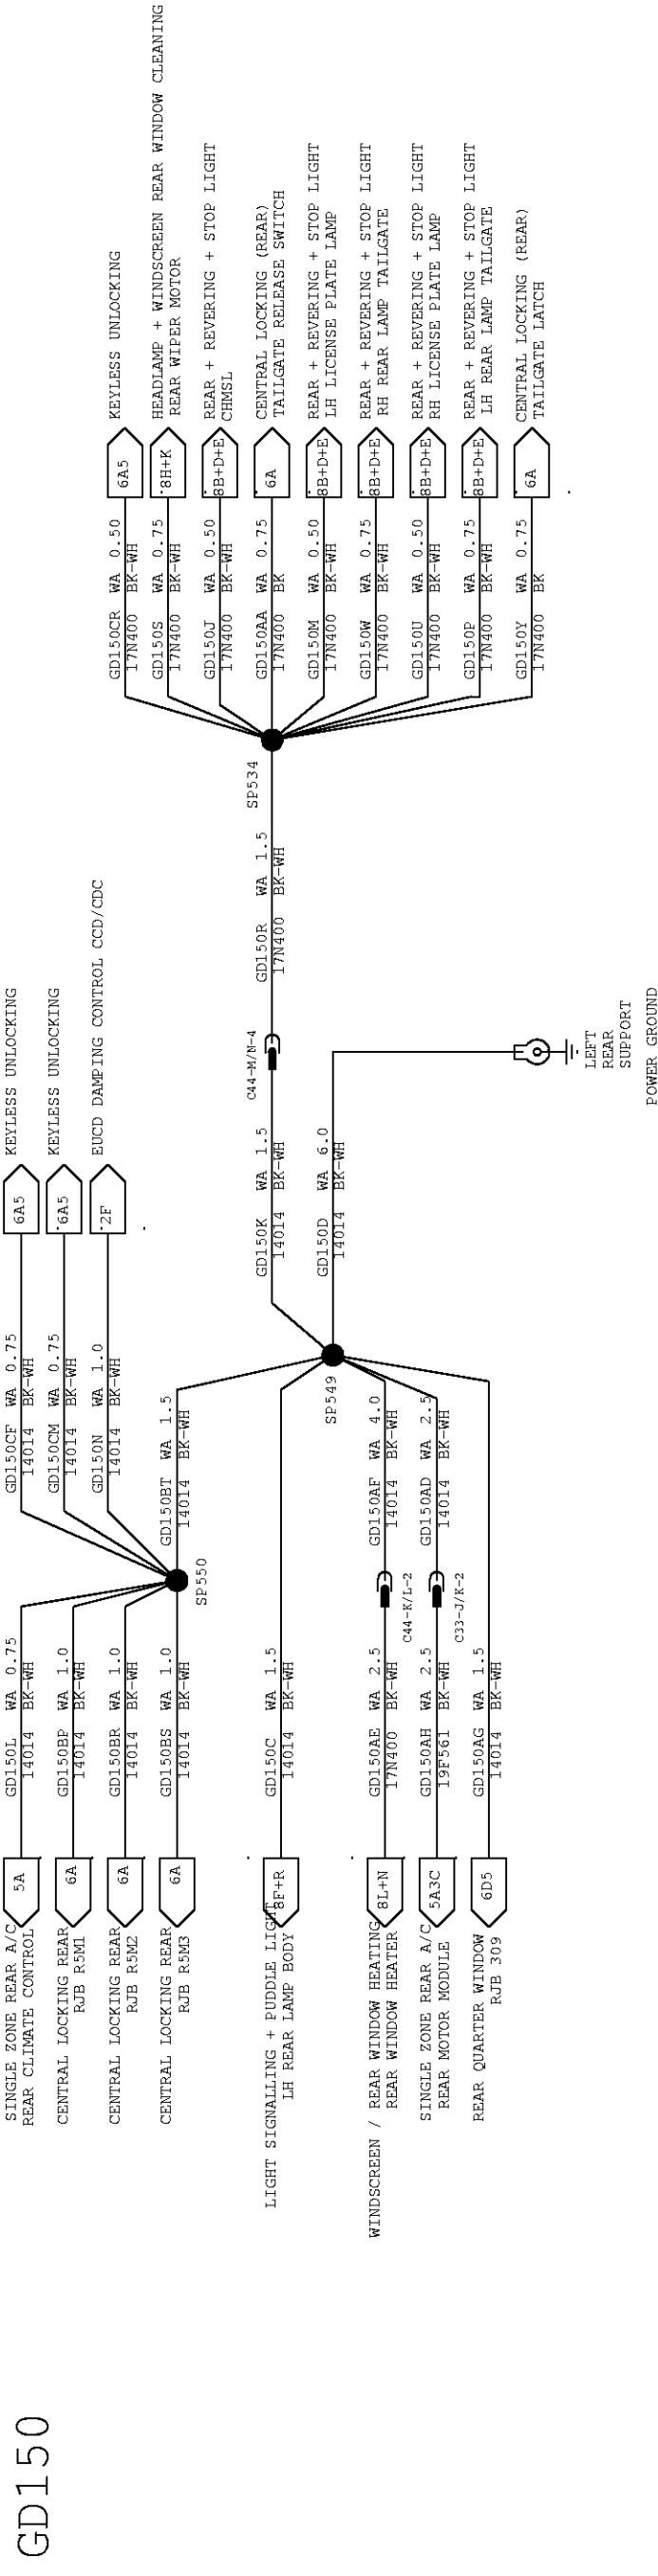 GD150
SINGLE ZONE REAR A/C
REAR CLIMATE CONTROL
5A
GD150L WA 0.75
14014 BK-WH
CENTRAL LOCKING REAR
RJB R5M1
6A
GD150BP WA 1.0
14014 BK-WH
CENTRAL LOCKING REAR
RJB R5M2
6A
GD150BR WA 1.0
14014 BK-WH
CENTRAL LOCKING REAR
RJB R5M3
6A
GD150BS WA 1.0
14014 BK-WH
SP550
GD150CF WA 0.75
14014 BK-WH
6A5
KEYLESS UNLOCKING
GD150CM WA 0.75
14014 BK-WH
6A5
KEYLESS UNLOCKING
GD150N WA 1.0
14014 BK-WH
2F
EUCD DAMPING CONTROL CCD/CDC
GD150BT WA 1.5
14014 BK-WH
LIGHT SIGNALLING + PUDDLE LIGHT
LH REAR LAMP BODY
8F+R
GD150C WA 1.5
14014 BK-WH
WINDSCREEN / REAR WINDOW HEATING
REAR WINDOW HEATER
8L+N
GD150AE WA 2.5
17N400 BK-WH
C44-K/L-2
GD150AF WA 4.0
14014 BK-WH
SINGLE ZONE REAR A/C
REAR MOTOR MODULE
5A3C
GD150AH WA 2.5
19F561 BK-WH
C33-J/K-2
GD150AD WA 2.5
14014 BK-WH
REAR QUARTER WINDOW
RJB 309
6D5
GD150AG WA 1.5
14014 BK-WH
SP549
GD150K WA 1.5
14014 BK-WH
C44-M/N-4
GD150R WA 1.5
17N400 BK-WH
GD150D WA 6.0
14014 BK-WH
LEFT
REAR
SUPPORT
POWER GROUND
SP534
GD150CR WA 0.50
17N400 BK-WH
6A5
KEYLESS UNLOCKING
GD150S WA 0.75
17N400 BK-WH
8H+K
HEADLAMP + WINDSCREEN REAR WINDOW CLEANING
REAR WIPER MOTOR
GD150J WA 0.50
17N400 BK-WH
8B+D+E
REAR + REVERING + STOP LIGHT
CHMSL
GD150AA WA 0.75
17N400 BK
6A
CENTRAL LOCKING (REAR)
TAILGATE RELEASE SWITCH
GD150M WA 0.50
17N400 BK-WH
8B+D+E
REAR + REVERING + STOP LIGHT
LH LICENSE PLATE LAMP
GD150W WA 0.75
17N400 BK-WH
8B+D+E
REAR + REVERING + STOP LIGHT
RH REAR LAMP TAILGATE
GD150U WA 0.50
17N400 BK-WH
8B+D+E
REAR + REVERING + STOP LIGHT
RH LICENSE PLATE LAMP
GD150P WA 0.75
17N400 BK-WH
8B+D+E
REAR + REVERING + STOP LIGHT
LH REAR LAMP TAILGATE
GD150Y WA 0.75
17N400 BK
6A
CENTRAL LOCKING (REAR)
TAILGATE LATCH